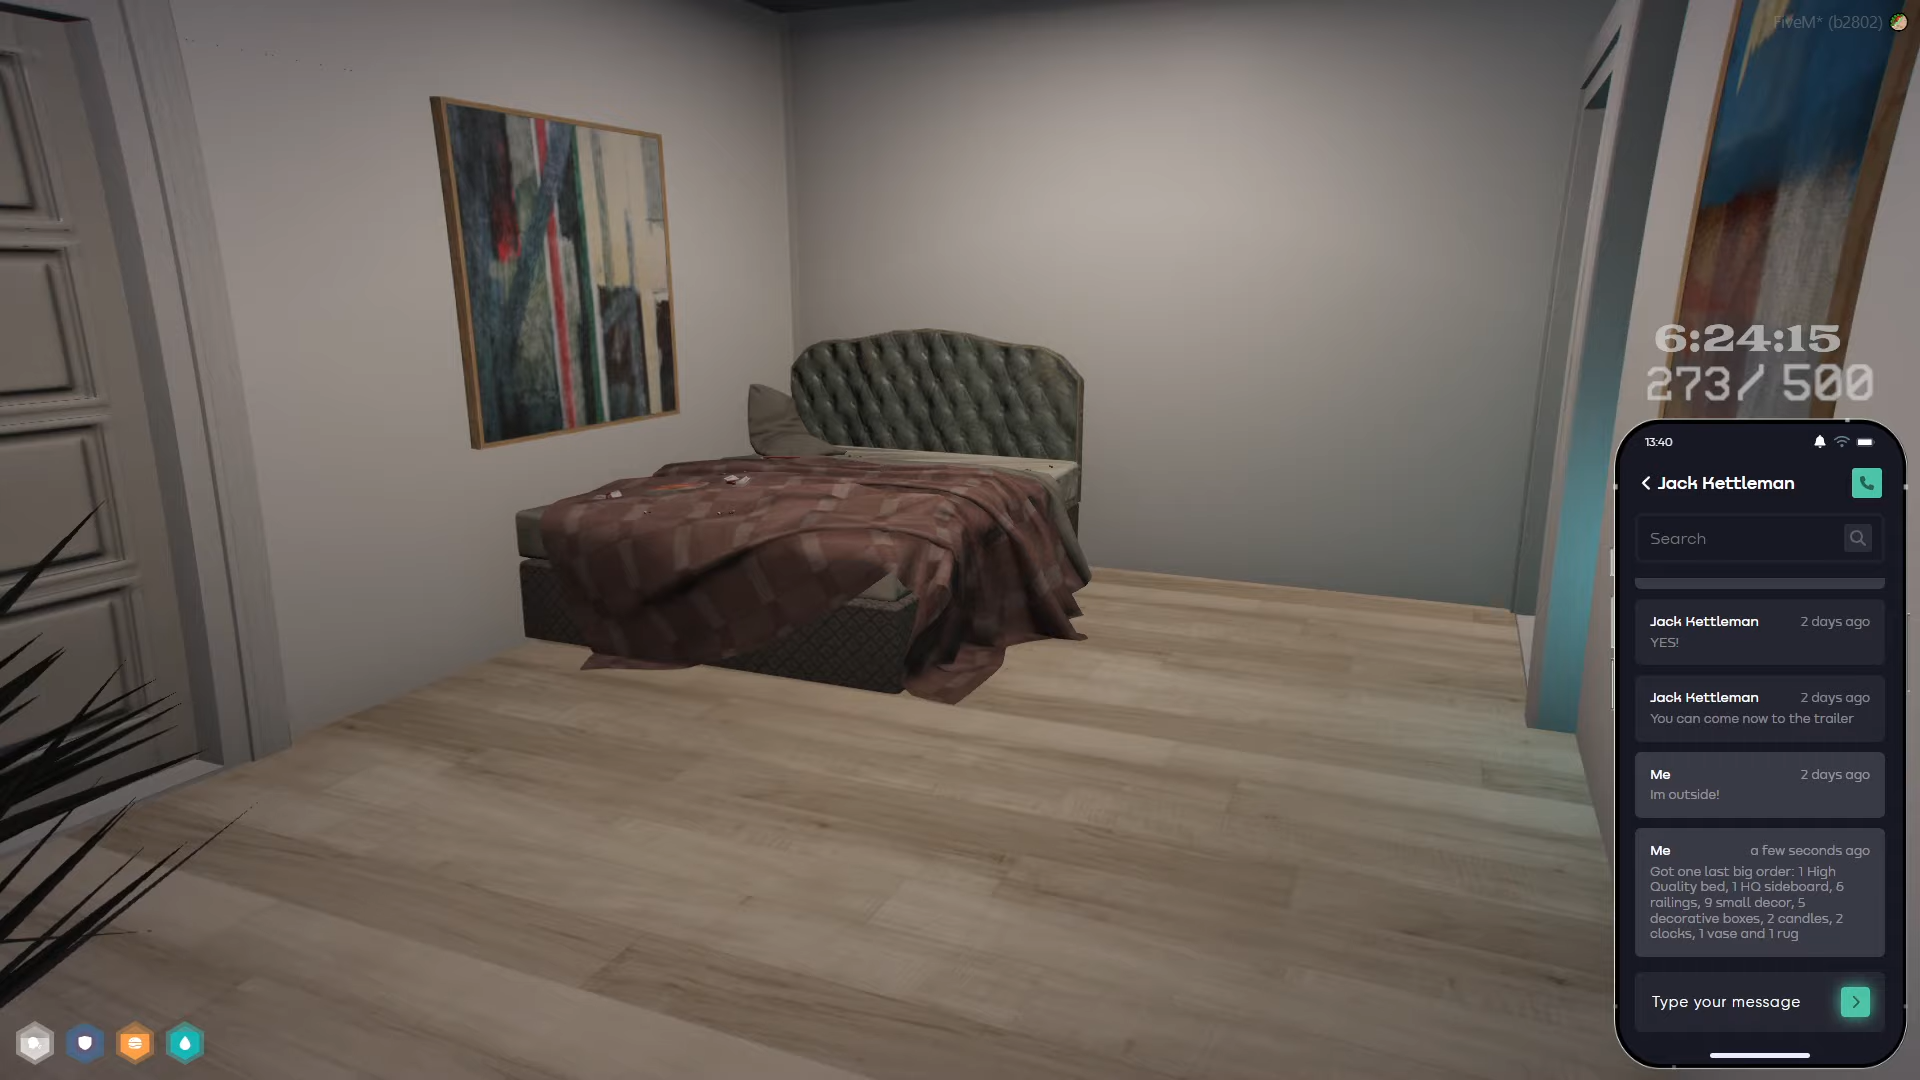 FiveM* (b2802)
6:24:15
273/ 500
13:40
Jack Kettleman
Search
Jack Kettleman 2 days ago
YES!
Jack Kettleman 2 days ago
You can come now to the trailer
Me 2 days ago
Im outside!
Me a few seconds ago
Got one last big order: 1 High
Quality bed, 1 HQ sideboard, 6
railings, 9 small decor, 5
decorative boxes, 2 candles, 2
clocks, 1 vase and 1 rug
Type your message